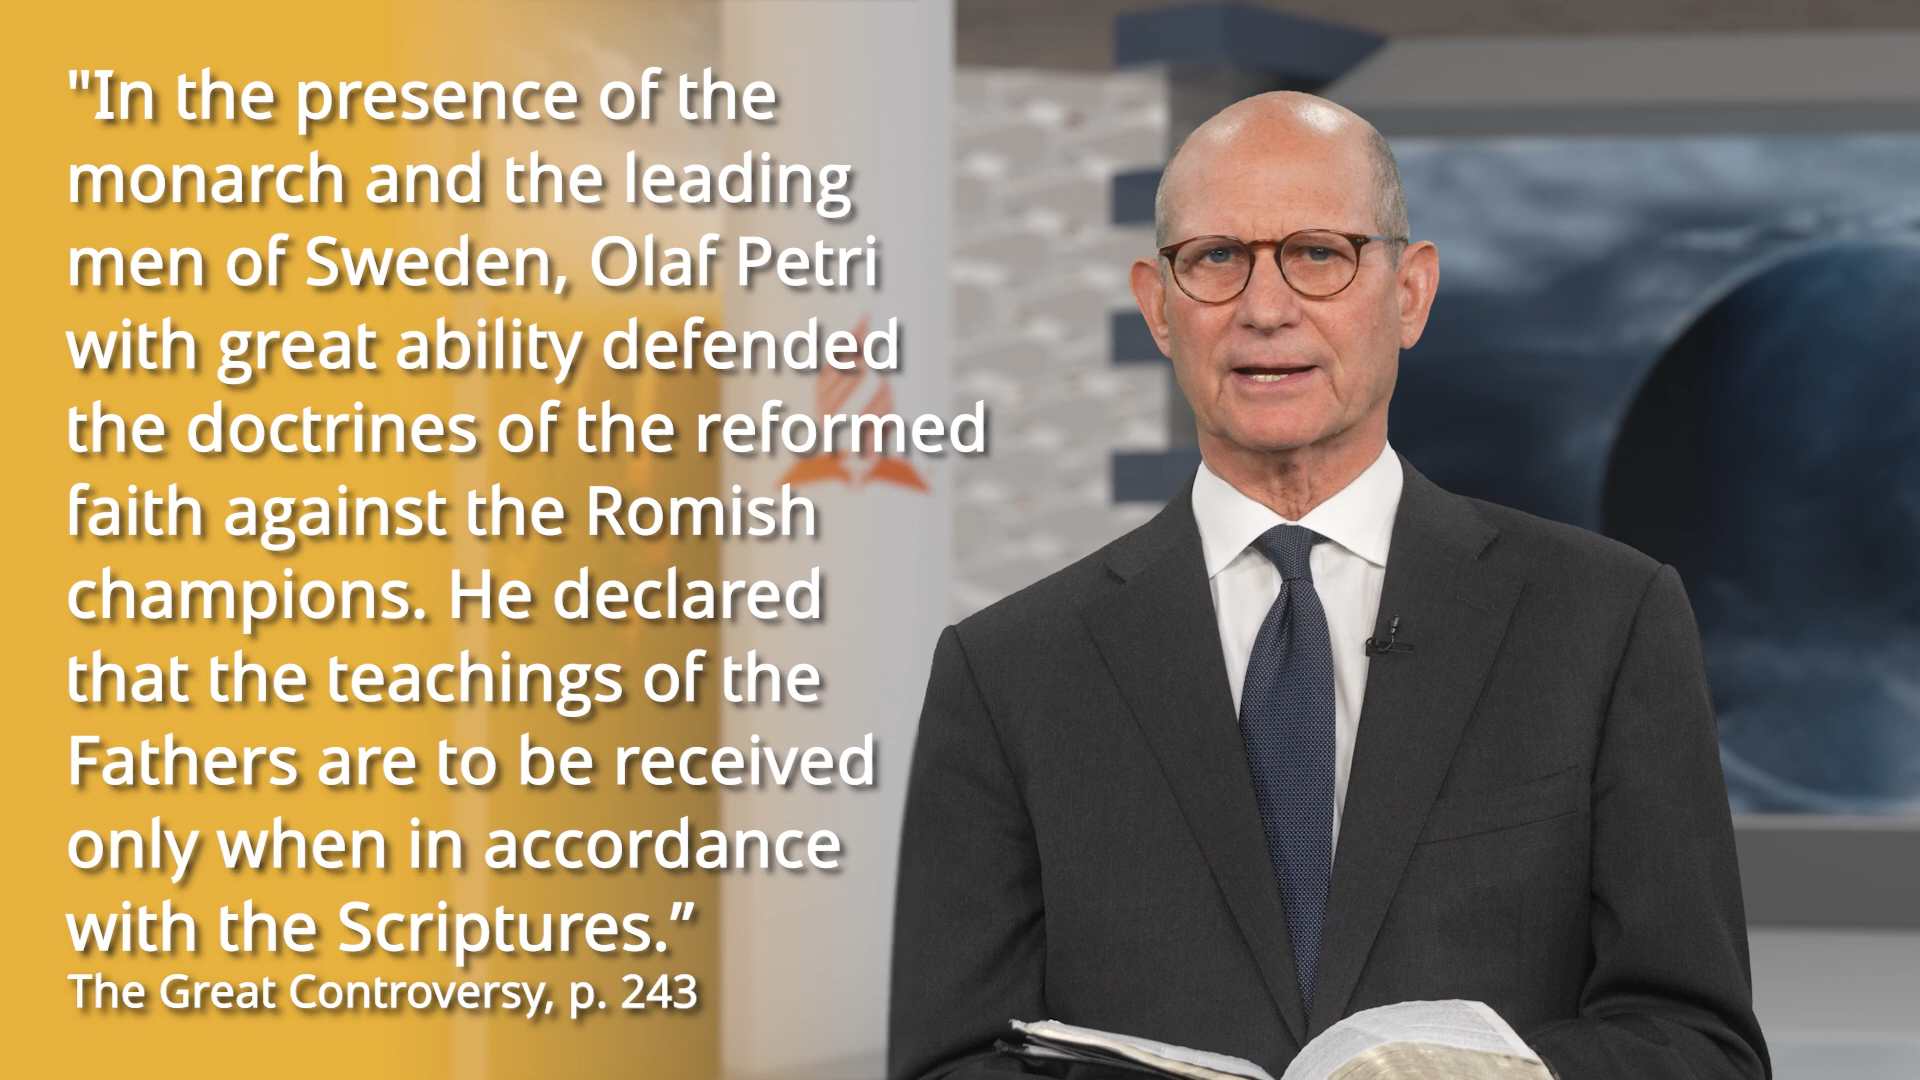 "In the presence of the
monarch and the leading
men of Sweden, Olaf Petri
with great ability defended
the doctrines of the reformed
faith against the Romish
champions. He declared
that the teachings of the
Fathers are to be received
only when in accordance
with the Scriptures.”
The Great Controversy, p. 243